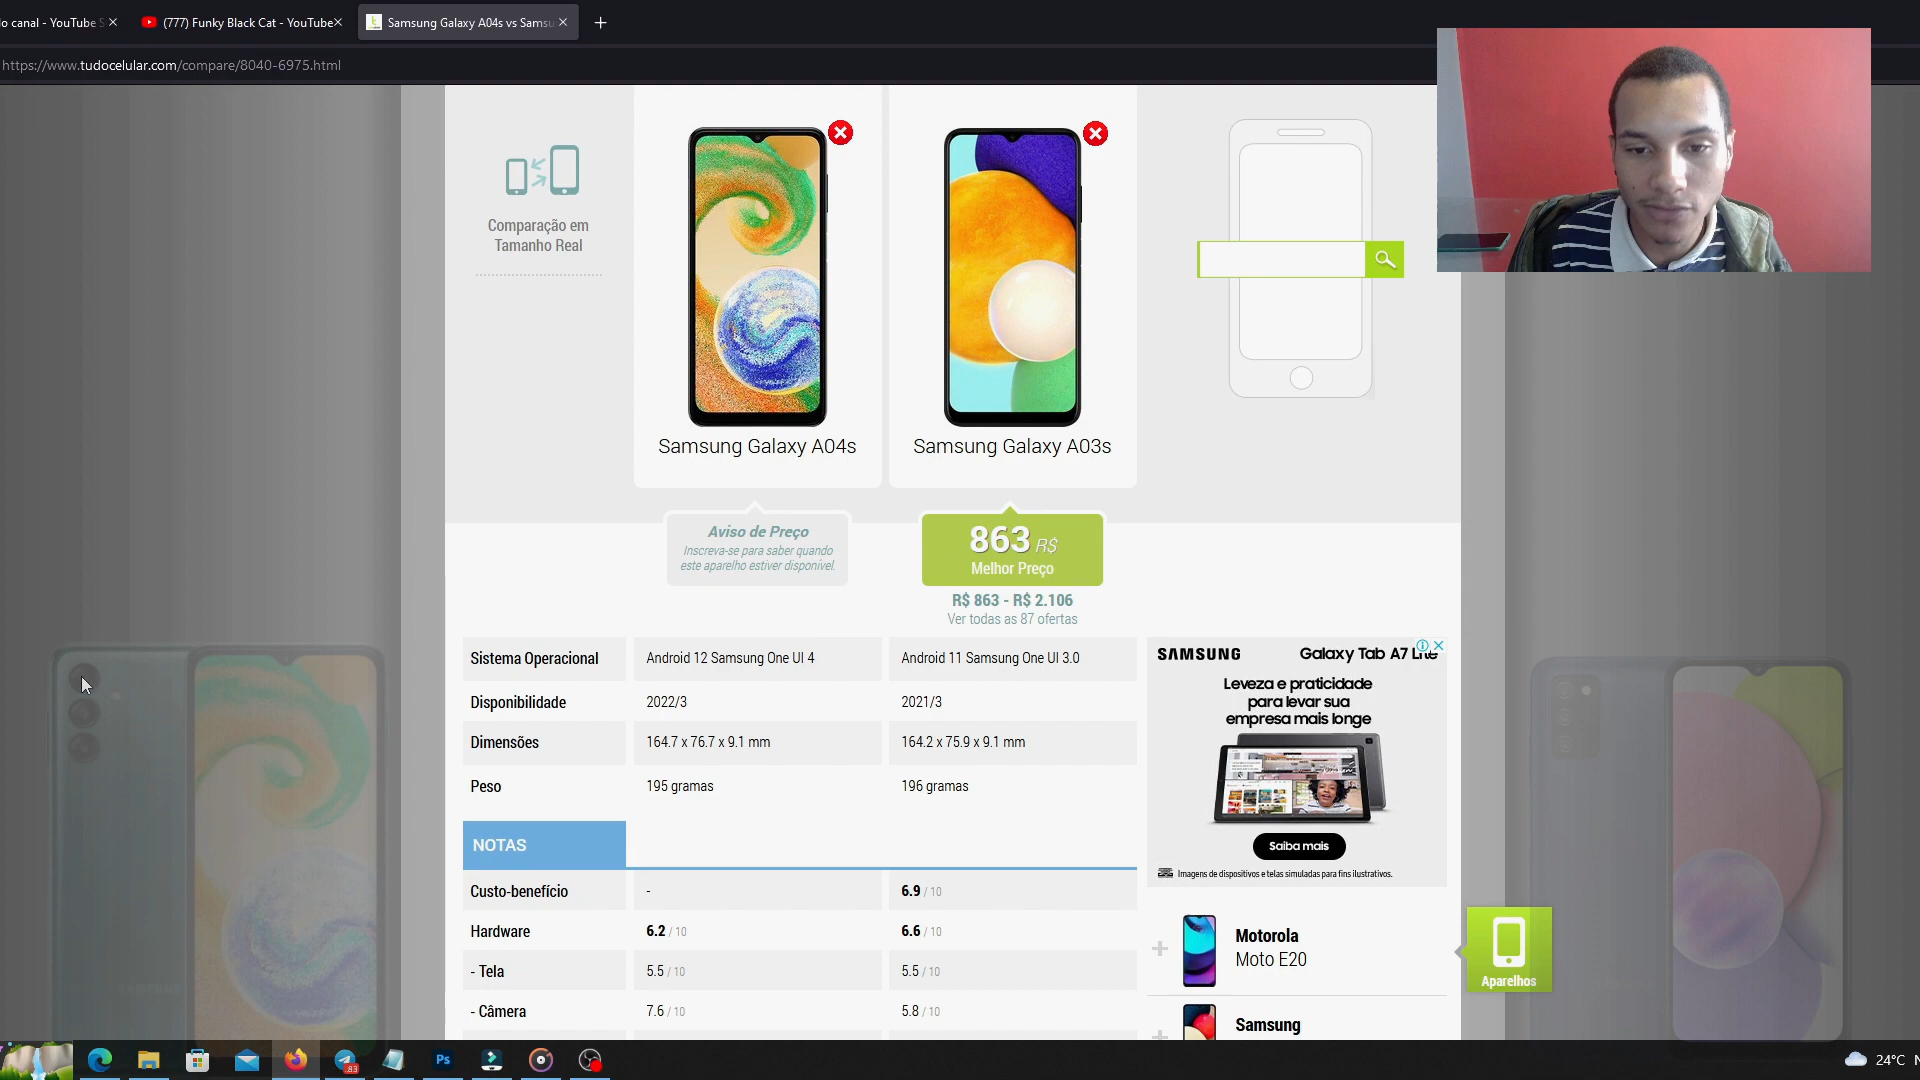 lo canal - YouTube S
(777) Funky Black Cat - YouTube
Samsung Galaxy A04s vs Samsu
https://www.tudocelular.com/compare/8040-6975.html
Comparação em
Tamanho Real
Samsung Galaxy A04s
Samsung Galaxy A03s
Aviso de Preço
Inscreva-se para saber quando
este aparelho estiver disponível.
863 R$
Melhor Preço
R$ 863 - R$ 2.106
Ver todas as 87 ofertas
Sistema Operacional
Android 12 Samsung One UI 4
Android 11 Samsung One UI 3.0
Disponibilidade
2022/3
2021/3
Dimensões
164.7 x 76.7 x 9.1 mm
164.2 x 75.9 x 9.1 mm
Peso
195 gramas
196 gramas
NOTAS
Custo-benefício
-
6.9 / 10
Hardware
6.2 / 10
6.6 / 10
- Tela
5.5 / 10
5.5 / 10
- Câmera
7.6 / 10
5.8 / 10
SAMSUNG
Galaxy Tab A7 Lite
Leveza e praticidade
para levar sua
empresa mais longe
Saiba mais
Imagens de dispositivos e telas simuladas para fins ilustrativos.
Motorola
Moto E20
Samsung
Aparelhos
SAMSUNG
Ps
83
24°C N